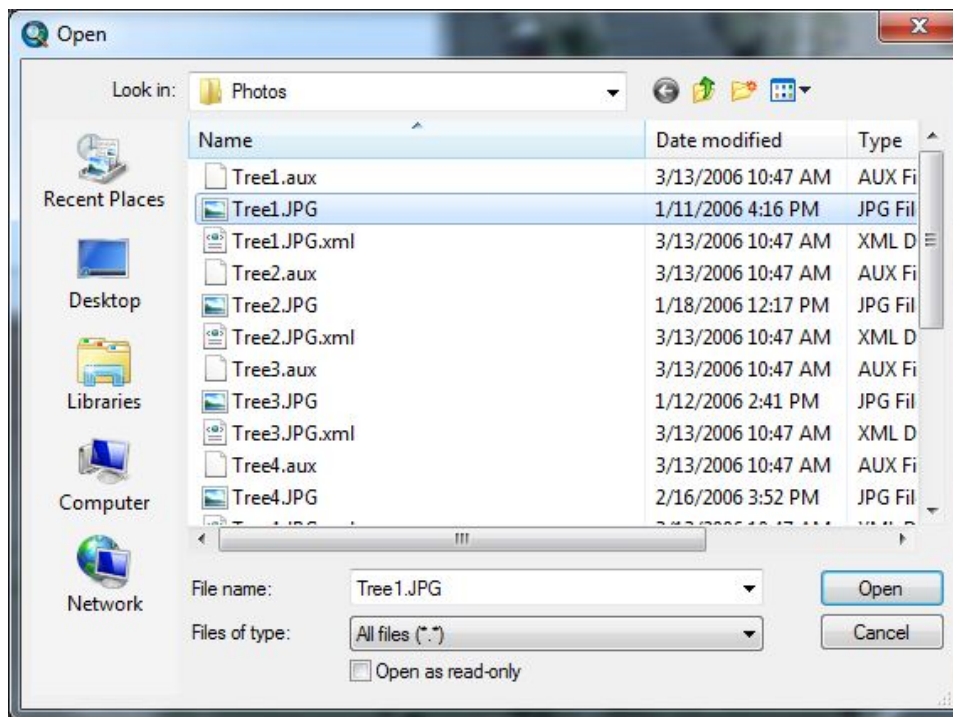 Open
Look in: Photos
Name Date modified Type
Tree1.aux 3/13/2006 10:47 AM AUX Fi
Tree1.JPG 1/11/2006 4:16 PM JPG Fil
Tree1.JPG.xml 3/13/2006 10:47 AM XML D
Tree2.aux 3/13/2006 10:47 AM AUX Fi
Tree2.JPG 1/18/2006 12:17 PM JPG Fil
Tree2.JPG.xml 3/13/2006 10:47 AM XML D
Tree3.aux 3/13/2006 10:47 AM AUX Fi
Tree3.JPG 1/12/2006 2:41 PM JPG Fil
Tree3.JPG.xml 3/13/2006 10:47 AM XML D
Tree4.aux 3/13/2006 10:47 AM AUX Fi
Tree4.JPG 2/16/2006 3:52 PM JPG Fil
Recent Places
Desktop
Libraries
Computer
Network
File name: Tree1.JPG Open
Files of type: All files (*.*) Cancel
Open as read-only